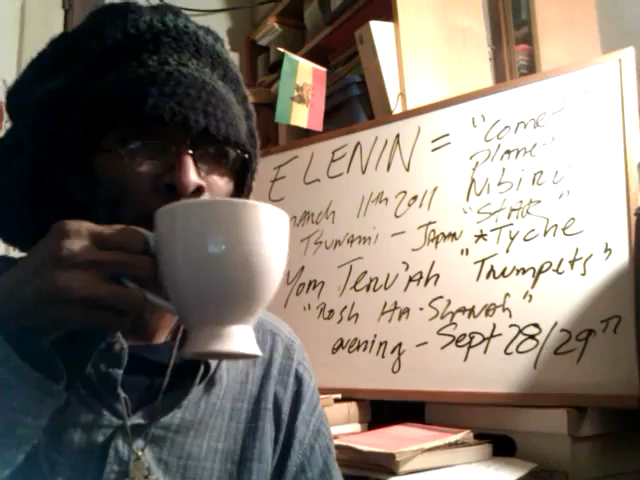 ELENIN = "Comet
Planet
Nibiru
March 11th 2011 "STAR"
Tsunami - Japan *Tyche
Yom Teru'ah "Trumpets"
"Rosh Ha-Shanah"
evening - Sept 28/29th